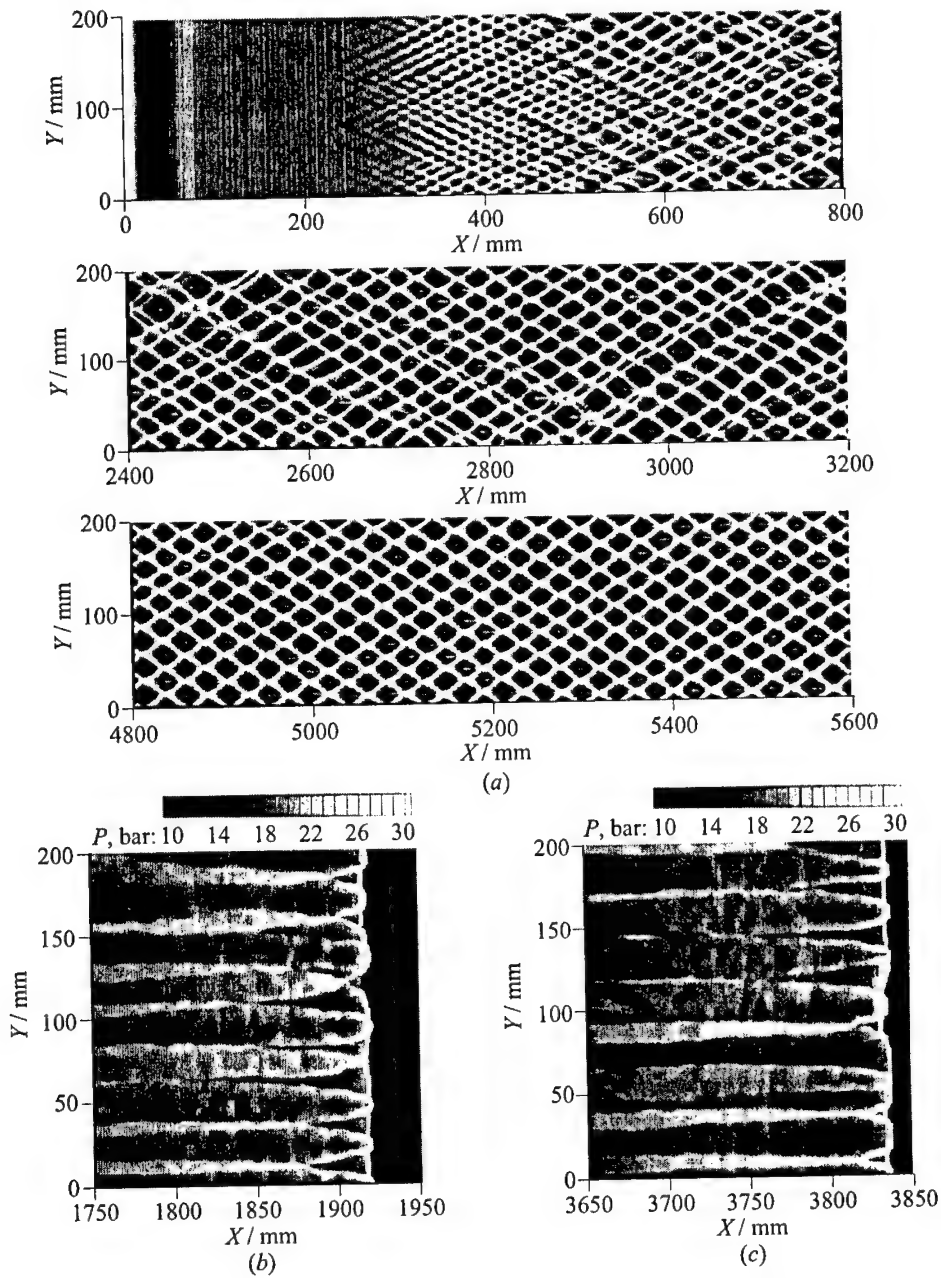 200
100
0
Y / mm
0 200 400 600 800
X / mm
200
100
0
Y / mm
2400 2600 2800 3000 3200
X / mm
200
100
0
Y / mm
4800 5000 5200 5400 5600
X / mm
(a)
P, bar: 10 14 18 22 26 30
200
150
100
50
0
Y / mm
1750 1800 1850 1900 1950
X / mm
(b)
P, bar: 10 14 18 22 26 30
200
150
100
50
0
Y / mm
3650 3700 3750 3800 3850
X / mm
(c)